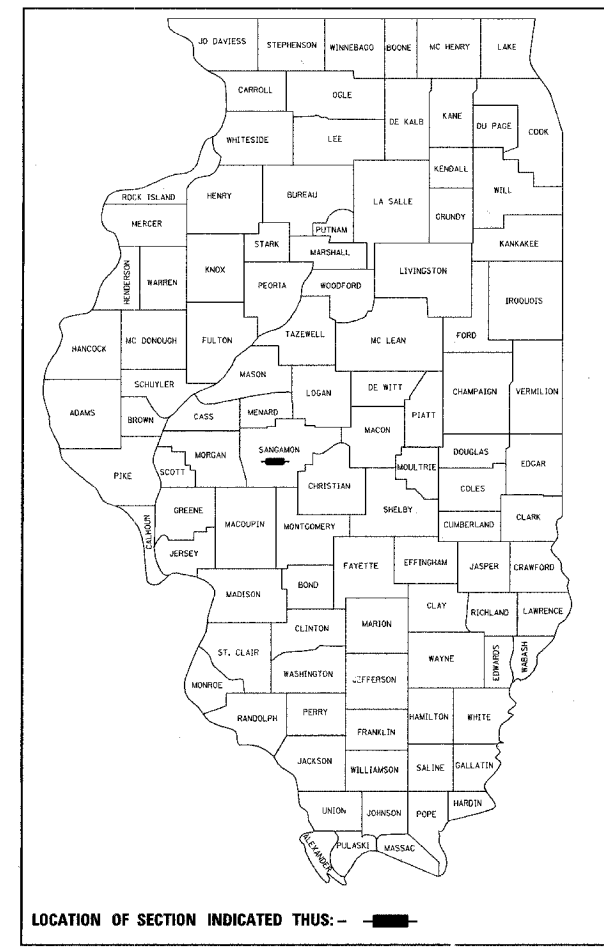 JO DAVIESS STEPHENSON WINNEBAGO BOONE MC HENRY LAKE
CARROLL OGLE DE KALB KANE DU PAGE COOK
WHITESIDE LEE KENDALL WILL
ROCK ISLAND HENRY BUREAU LA SALLE GRUNDY
MERCER PUTNAM KANKAKEE
HENDERSON WARREN KNOX STARK MARSHALL LIVINGSTON
PEORIA WOODFORD IROQUOIS
HANCOCK MC DONOUGH FULTON TAZEWELL MC LEAN FORD
SCHUYLER MASON LOGAN DE WITT CHAMPAIGN VERMILION
ADAMS BROWN CASS MENARD MACON PIATT
PIKE SCOTT MORGAN SANGAMON MOULTRIE DOUGLAS EDGAR
CHRISTIAN COLES
CALHOUN GREENE MACOUPIN MONTGOMERY SHELBY CUMBERLAND CLARK
JERSEY FAYETTE EFFINGHAM JASPER CRAWFORD
MADISON BOND CLAY RICHLAND LAWRENCE
CLINTON MARION
ST. CLAIR WASHINGTON JEFFERSON WAYNE EDWARDS WABASH
MONROE RANDOLPH PERRY HAMILTON WHITE
FRANKLIN
JACKSON WILLIAMSON SALINE GALLATIN
UNION JOHNSON POPE HARDIN
ALEXANDER PULASKI MASSAC
LOCATION OF SECTION INDICATED THUS:-